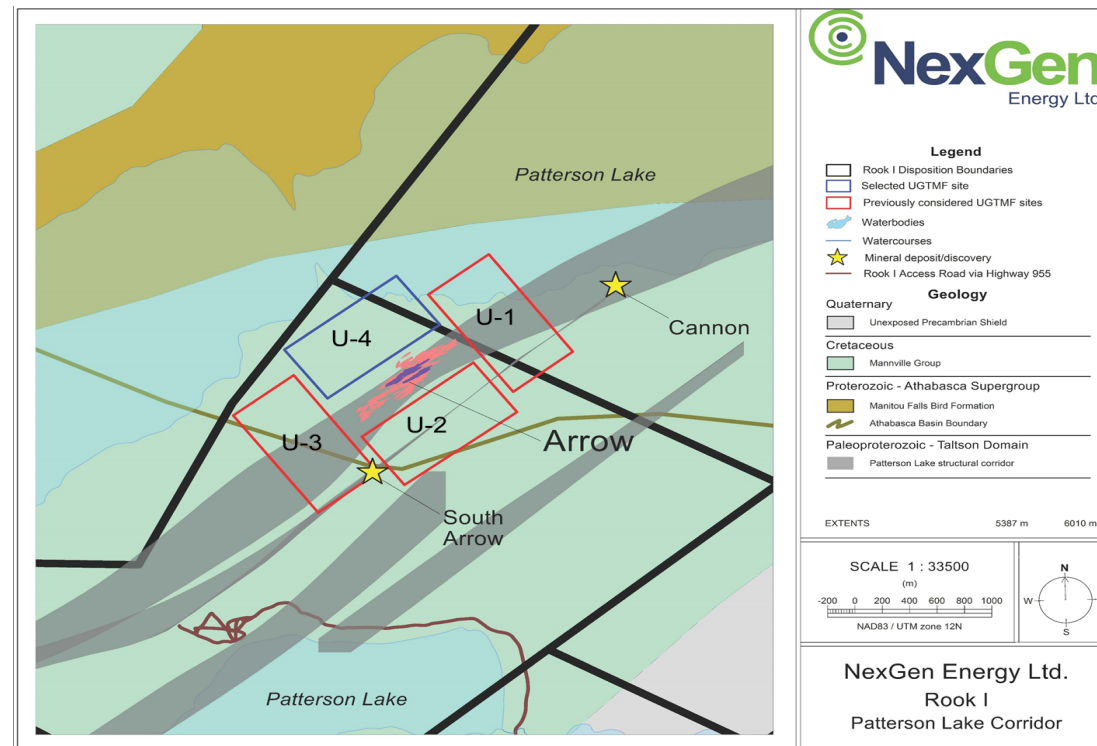 Patterson Lake
U-4
U-1
Cannon
U-3
U-2
Arrow
South
Arrow
Patterson Lake
NexGen
Energy Ltd
Legend
Rook I Disposition Boundaries
Selected UGTMF site
Previously considered UGTMF sites
Waterbodies
Watercourses
Mineral deposit/discovery
Rook I Access Road via Highway 955
Geology
Quaternary
Unexposed Precambrian Shield
Cretaceous
Mannville Group
Proterozoic - Athabasca Supergroup
Manitou Falls Bird Formation
Athabasca Basin Boundary
Paleoproterozoic - Taltson Domain
Patterson Lake structural corridor
EXTENTS 5387 m 6010 m
SCALE 1 : 33500
(m)
-200 0 200 400 600 800 1000
NAD83 / UTM zone 12N
N
W
S
NexGen Energy Ltd.
Rook I
Patterson Lake Corridor